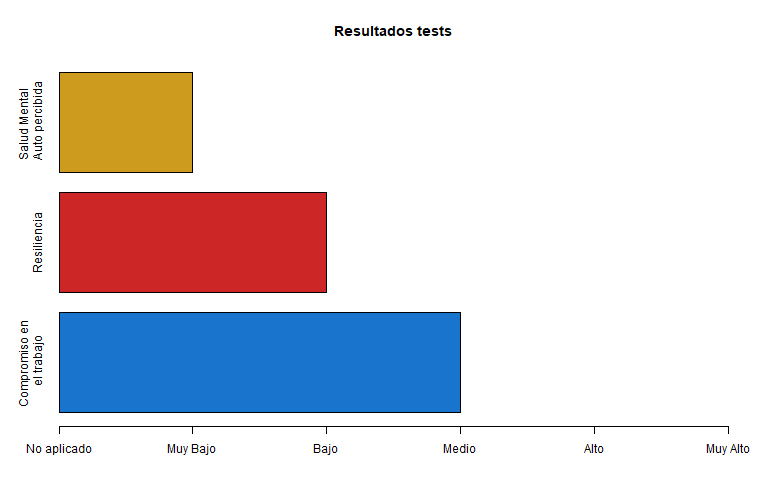 Resultados tests
Salud Mental
Auto percibida
Resiliencia
Compromiso en
el trabajo
No aplicado
Muy Bajo
Bajo
Medio
Alto
Muy Alto